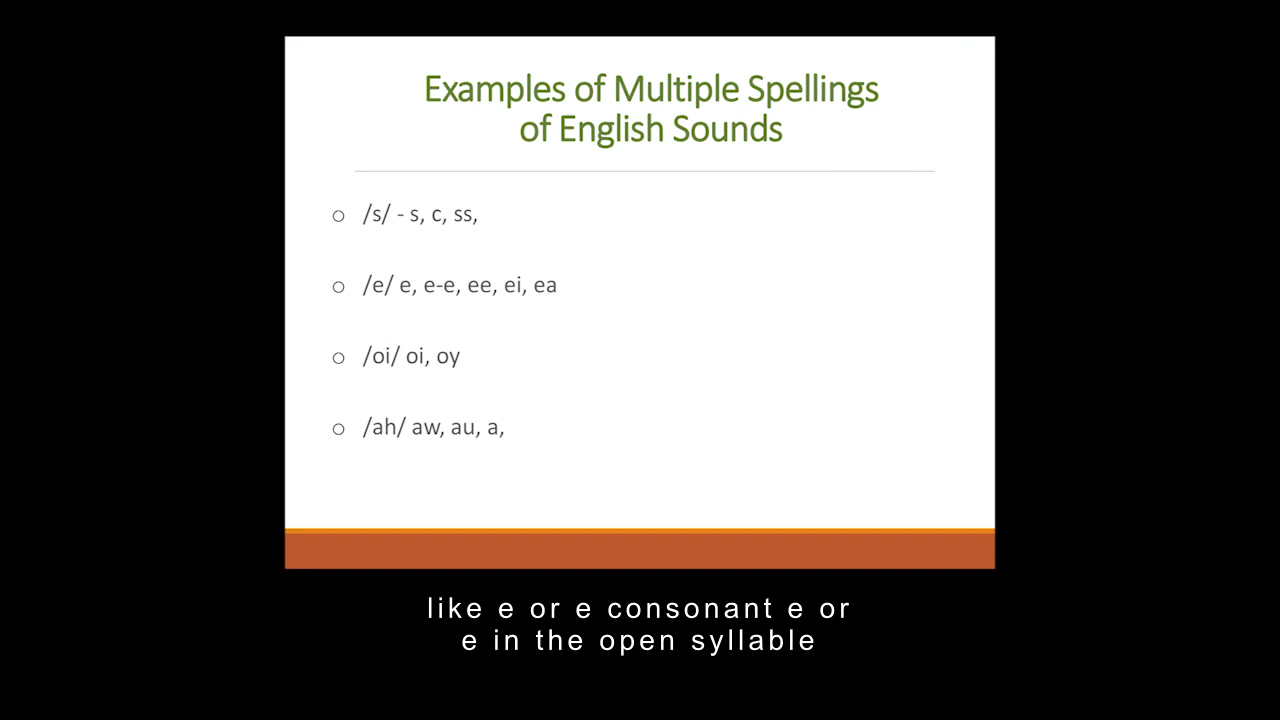 Examples of Multiple Spellings
of English Sounds
/s/ - s, c, ss,
/e/ e, e-e, ee, ei, ea
/oi/ oi, oy
/ah/ aw, au, a,
like e or e consonant e or
e in the open syllable